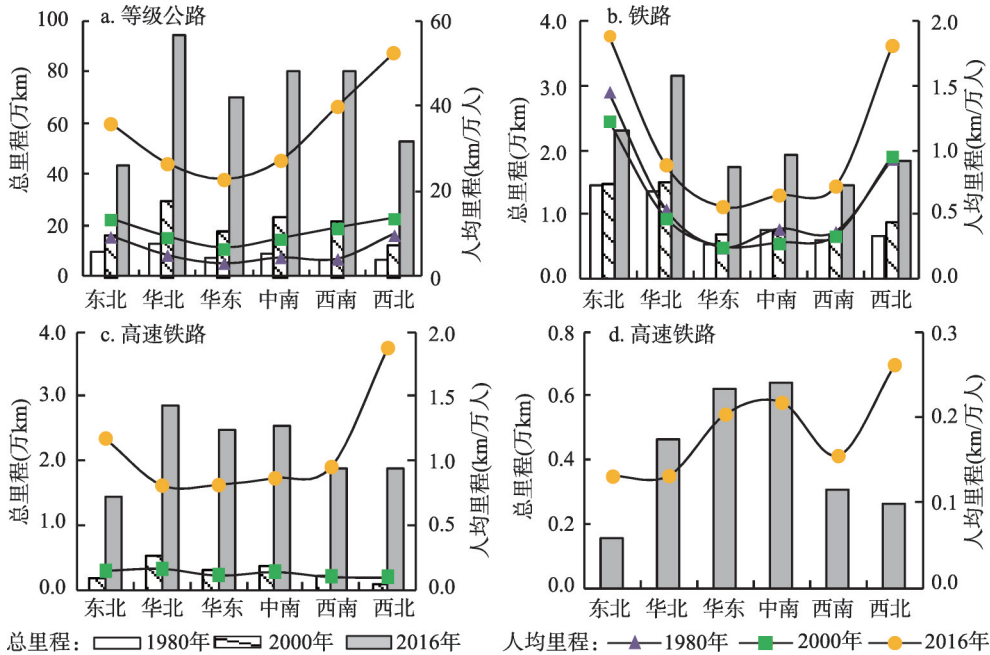 a. 等级公路
总里程(万km)
100
80
60
40
20
0
人均里程(km/万人)
60
40
20
0
东北 华北 华东 中南 西南 西北
b. 铁路
总里程(万km)
4.0
3.0
2.0
1.0
0.0
人均里程(km/万人)
2.0
1.5
1.0
0.5
0.0
东北 华北 华东 中南 西南 西北
c. 高速铁路
总里程(万km)
4.0
3.0
2.0
1.0
0.0
人均里程(km/万人)
2.0
1.5
1.0
0.5
0.0
东北 华北 华东 中南 西南 西北
d. 高速铁路
总里程(万km)
0.8
0.6
0.4
0.2
0.0
人均里程(km/万人)
0.3
0.2
0.1
0.0
东北 华北 华东 中南 西南 西北
总里程: 1980年 2000年 2016年
人均里程: 1980年 2000年 2016年